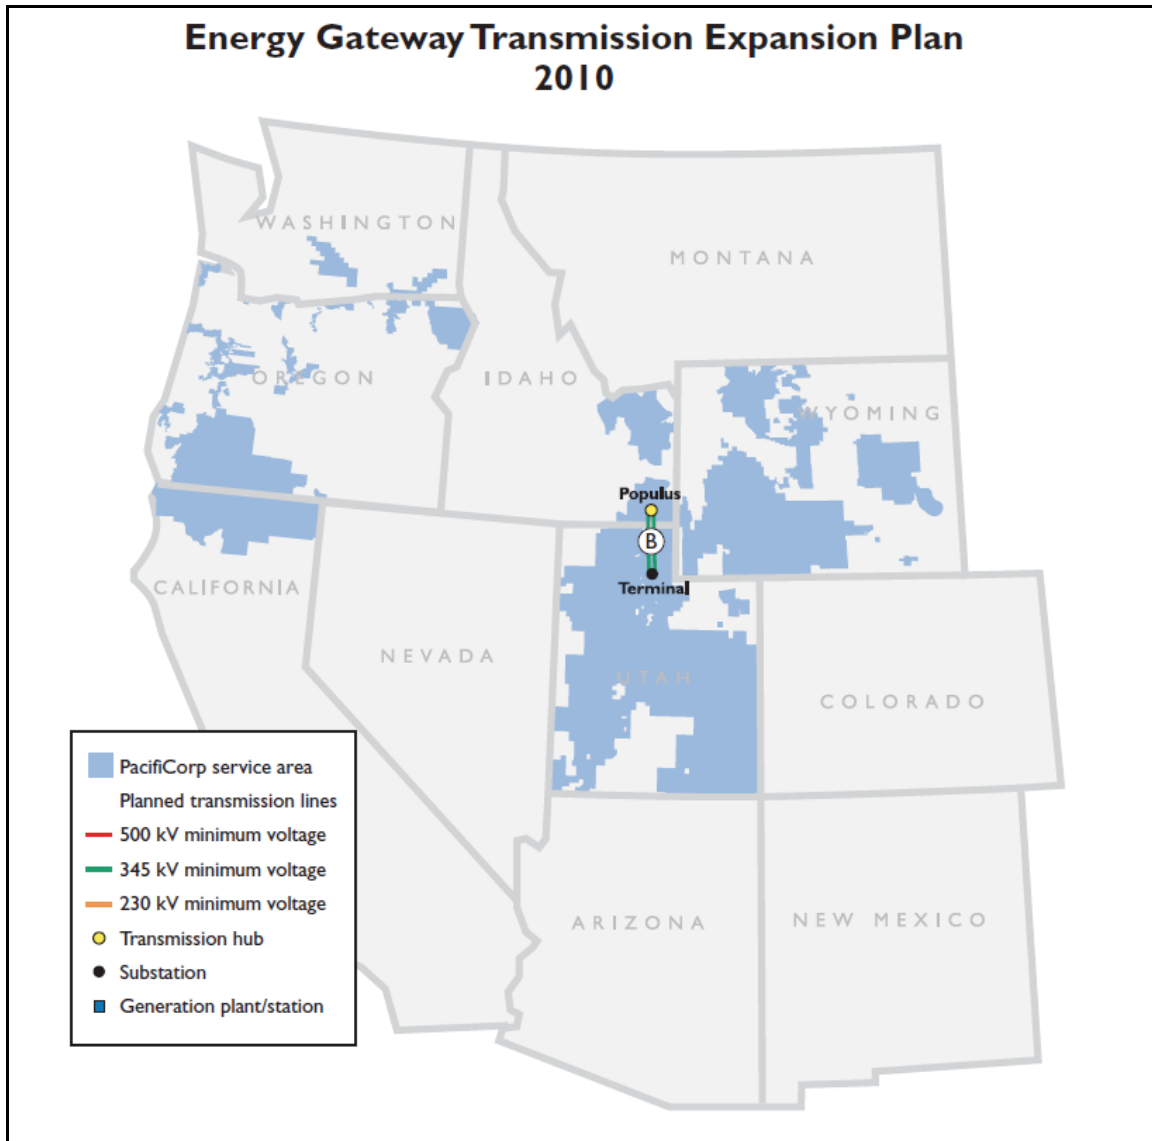 Energy Gateway Transmission Expansion Plan
2010
WASHINGTON
MONTANA
OREGON
IDAHO
WYOMING
Populus
B
Terminal
CALIFORNIA
NEVADA
UTAH
COLORADO
PacifiCorp service area
Planned transmission lines
500 kV minimum voltage
345 kV minimum voltage
230 kV minimum voltage
Transmission hub
Substation
Generation plant/station
ARIZONA
NEW MEXICO